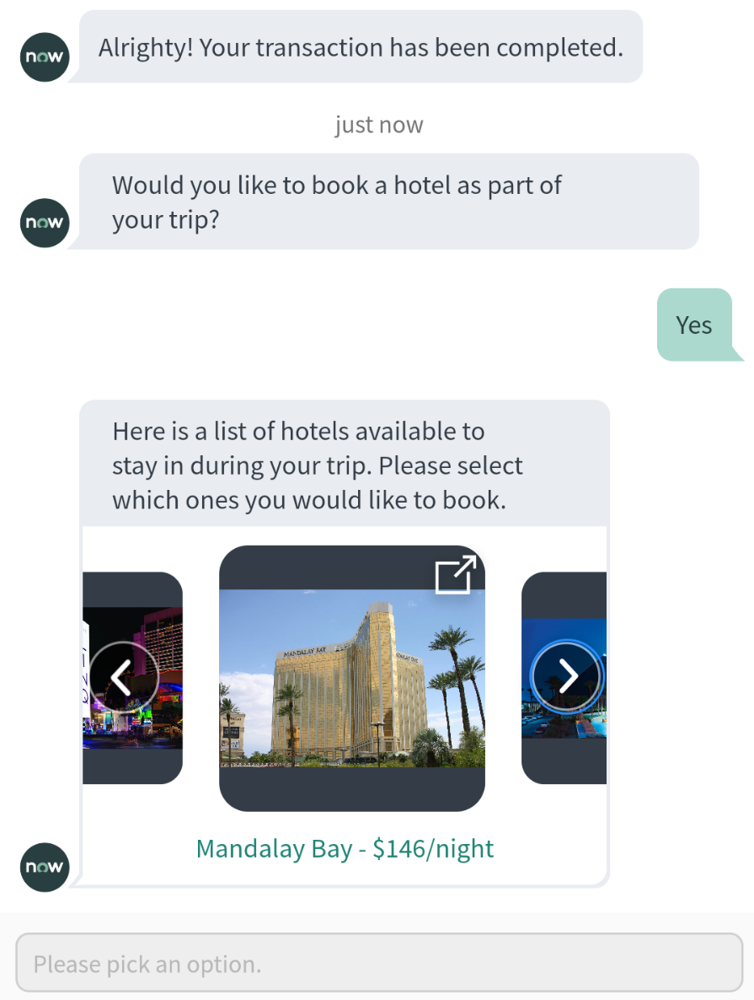 now
Alrighty! Your transaction has been completed.
just now
Would you like to book a hotel as part of
your trip?
now
Yes
Here is a list of hotels available to
stay in during your trip. Please select
which ones you would like to book.
MANDALAY BAY
Mandalay Bay - $146/night
now
Please pick an option.